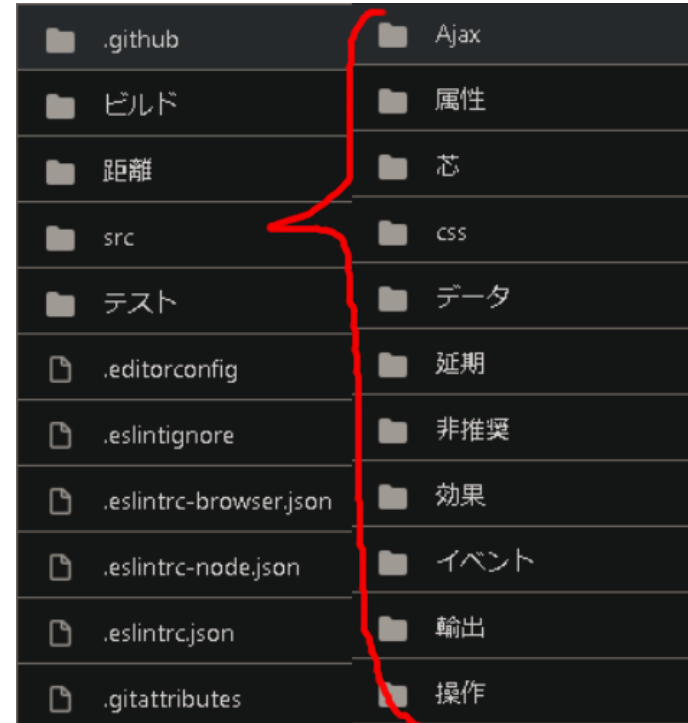 .github
ビルド
距離
src
テスト
.editorconfig
.eslintignore
.eslintrc-browser.json
.eslintrc-node.json
.eslintrc.json
.gitattributes
Ajax
属性
芯
css
データ
延期
非推奨
効果
イベント
輸出
操作